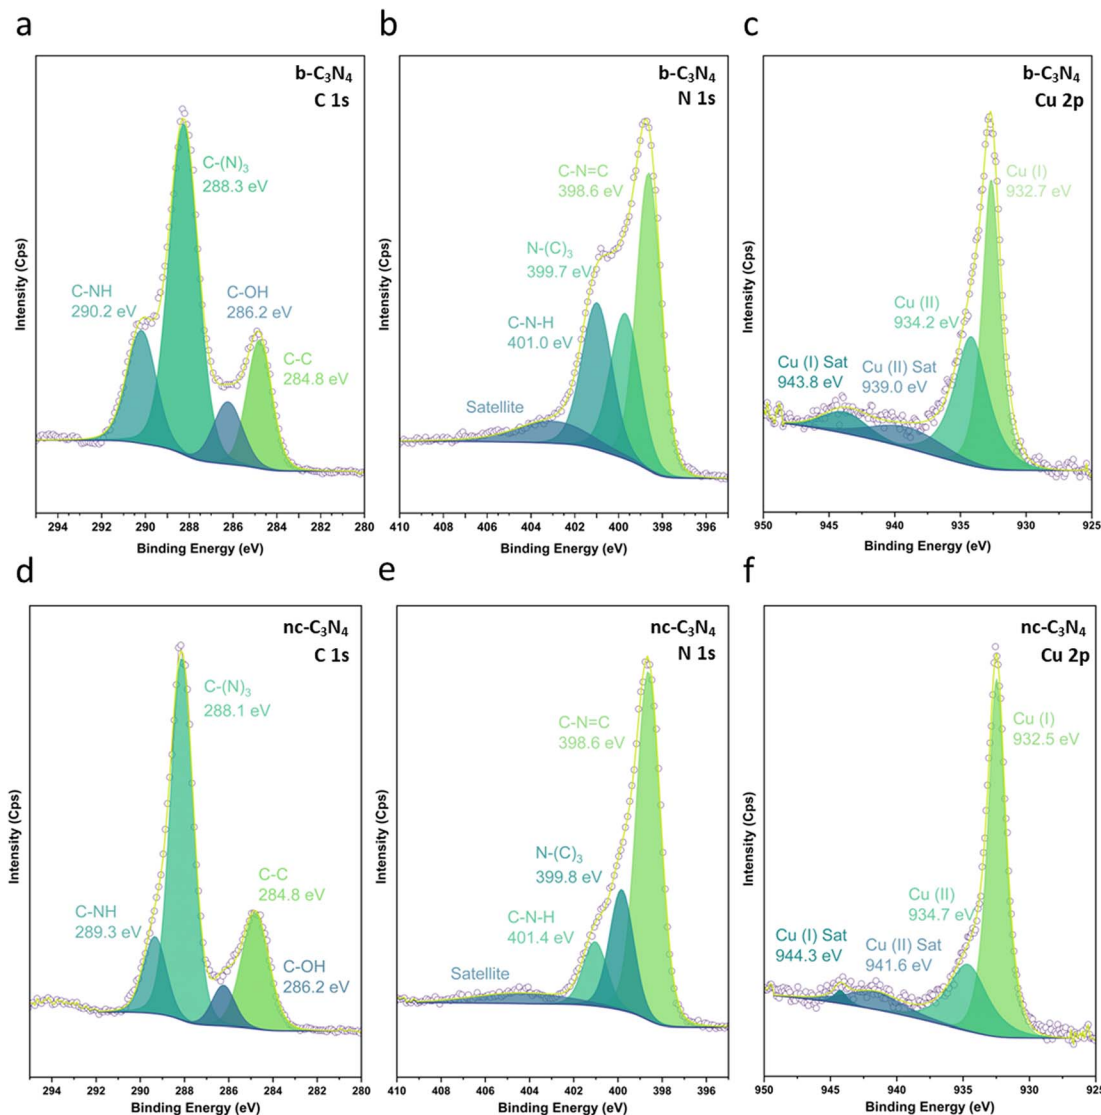 a
b-C₃N₄
C 1s
C-(N)₃
288.3 eV
C-NH
290.2 eV
C-OH
286.2 eV
C-C
284.8 eV
Intensity (Cps)
294 292 290 288 286 284 282 280
Binding Energy (eV)
b
b-C₃N₄
N 1s
C-N=C
398.6 eV
N-(C)₃
399.7 eV
C-N-H
401.0 eV
Satellite
Intensity (Cps)
410 408 406 404 402 400 398 396
Binding Energy (eV)
c
b-C₃N₄
Cu 2p
Cu (I)
932.7 eV
Cu (II)
934.2 eV
Cu (I) Sat
943.8 eV
Cu (II) Sat
939.0 eV
Intensity (Cps)
950 945 940 935 930 925
Binding Energy (eV)
d
nc-C₃N₄
C 1s
C-(N)₃
288.1 eV
C-C
284.8 eV
C-NH
289.3 eV
C-OH
286.2 eV
Intensity (Cps)
294 292 290 288 286 284 282 280
Binding Energy (eV)
e
nc-C₃N₄
N 1s
C-N=C
398.6 eV
N-(C)₃
399.8 eV
C-N-H
401.4 eV
Satellite
Intensity (Cps)
410 408 406 404 402 400 398 396
Binding Energy (eV)
f
nc-C₃N₄
Cu 2p
Cu (I)
932.5 eV
Cu (II)
934.7 eV
Cu (I) Sat
944.3 eV
Cu (II) Sat
941.6 eV
Intensity (Cps)
950 945 940 935 930 925
Binding Energy (eV)